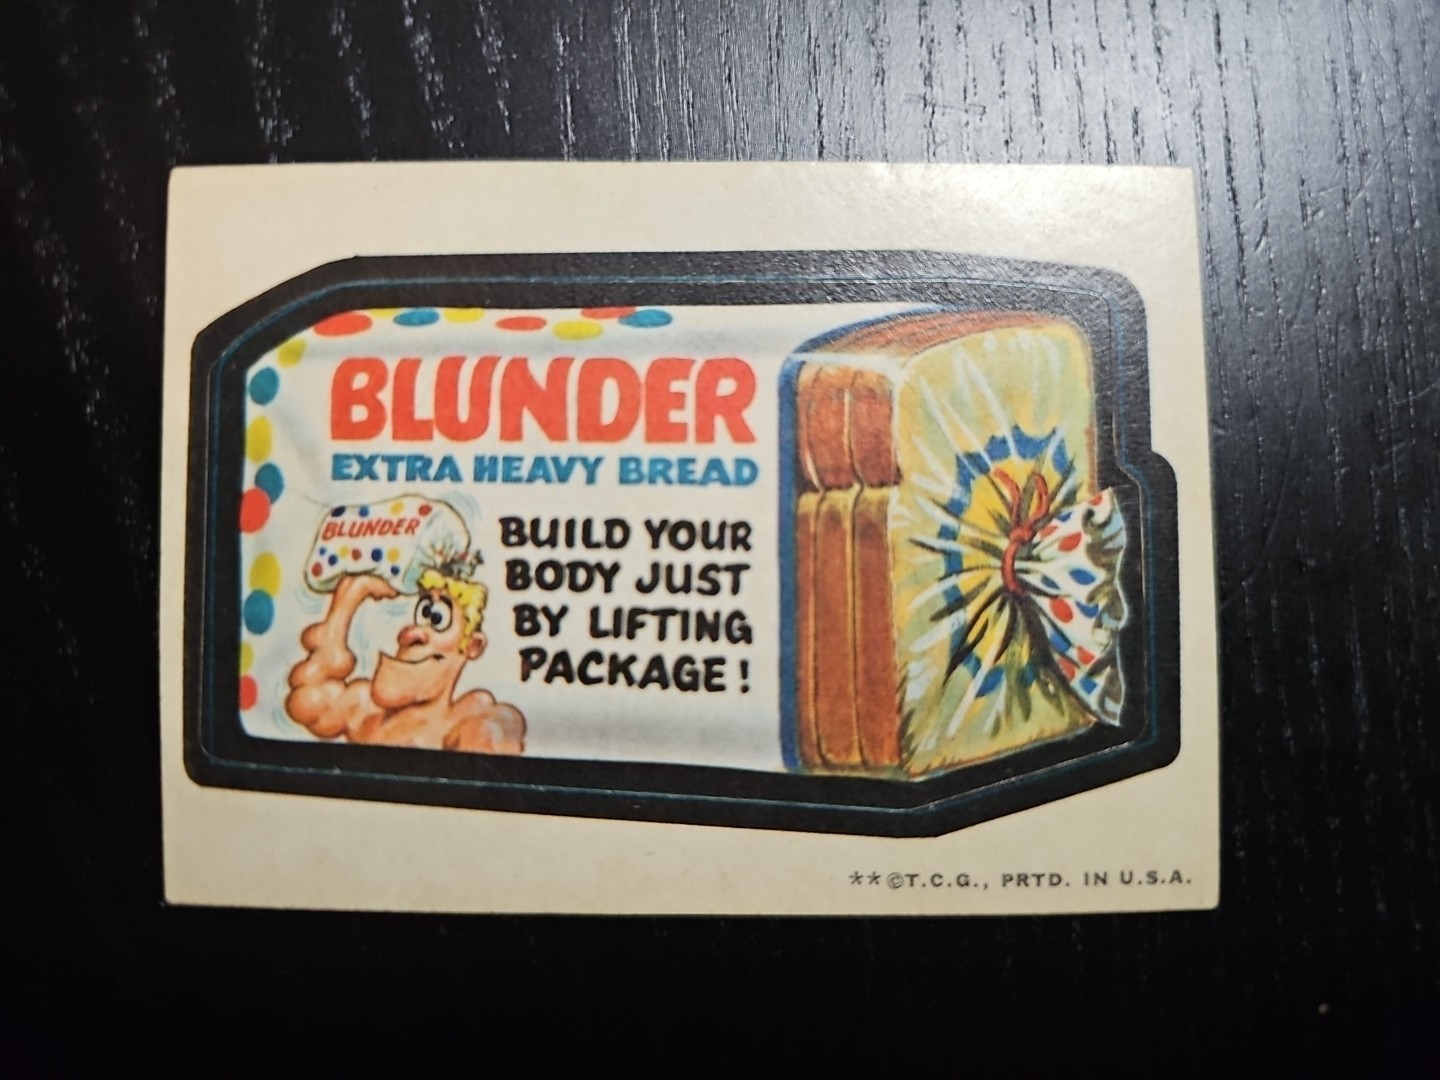 BLUNDER
EXTRA HEAVY BREAD
BLUNDER
BUILD YOUR
BODY JUST
BY LIFTING
PACKAGE!
**©T.C.G., PRTD. IN U.S.A.